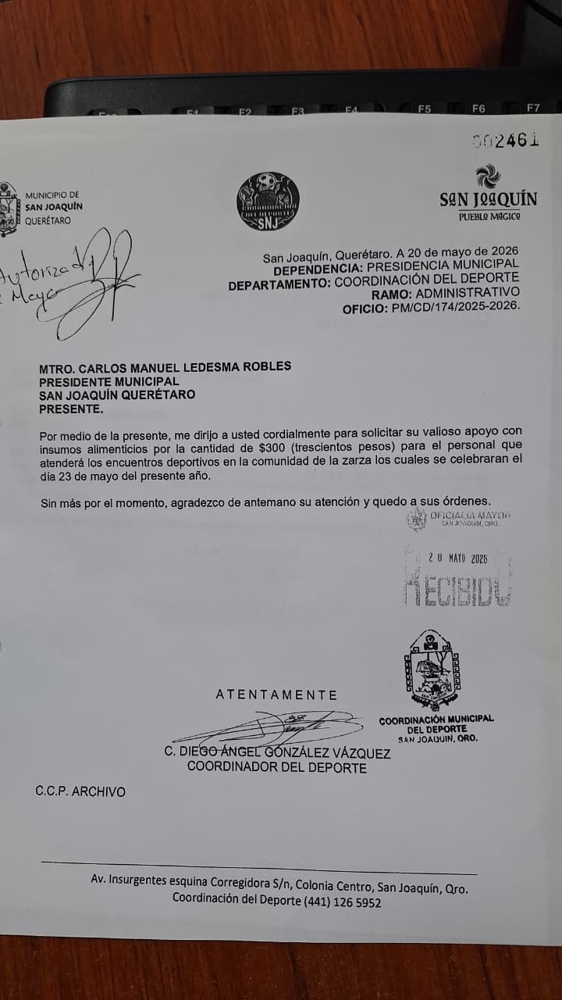 F2 F3 F4 F5 F6 F7
002461
MUNICIPIO DE
SAN JOAQUÍN
QUERÉTARO
COORDINACIÓN
DEL DEPORTE
SNJ
SAN JOAQUÍN
PUEBLO MÁGICO
San Joaquín, Querétaro. A 20 de mayo de 2026
DEPENDENCIA: PRESIDENCIA MUNICIPAL
DEPARTAMENTO: COORDINACIÓN DEL DEPORTE
RAMO: ADMINISTRATIVO
OFICIO: PM/CD/174/2025-2026.
Mayo
MTRO. CARLOS MANUEL LEDESMA ROBLES
PRESIDENTE MUNICIPAL
SAN JOAQUÍN QUERÉTARO
PRESENTE.
Por medio de la presente, me dirijo a usted cordialmente para solicitar su valioso apoyo con
insumos alimenticios por la cantidad de $300 (trescientos pesos) para el personal que
atenderá los encuentros deportivos en la comunidad de la zarza los cuales se celebraran el
día 23 de mayo del presente año.
Sin más por el momento, agradezco de antemano su atención y quedo a sus órdenes.
OFICIALIA MAYOR
SAN JOAQUIN, QRO.
20 MAYO 2026
RECIBIDO
ATENTAMENTE
COORDINACIÓN MUNICIPAL
DEL DEPORTE
SAN JOAQUIN, QRO.
C. DIEGO ÁNGEL GONZÁLEZ VÁZQUEZ
COORDINADOR DEL DEPORTE
C.C.P. ARCHIVO
Av. Insurgentes esquina Corregidora S/n, Colonia Centro, San Joaquín, Qro.
Coordinación del Deporte (441) 126 5952